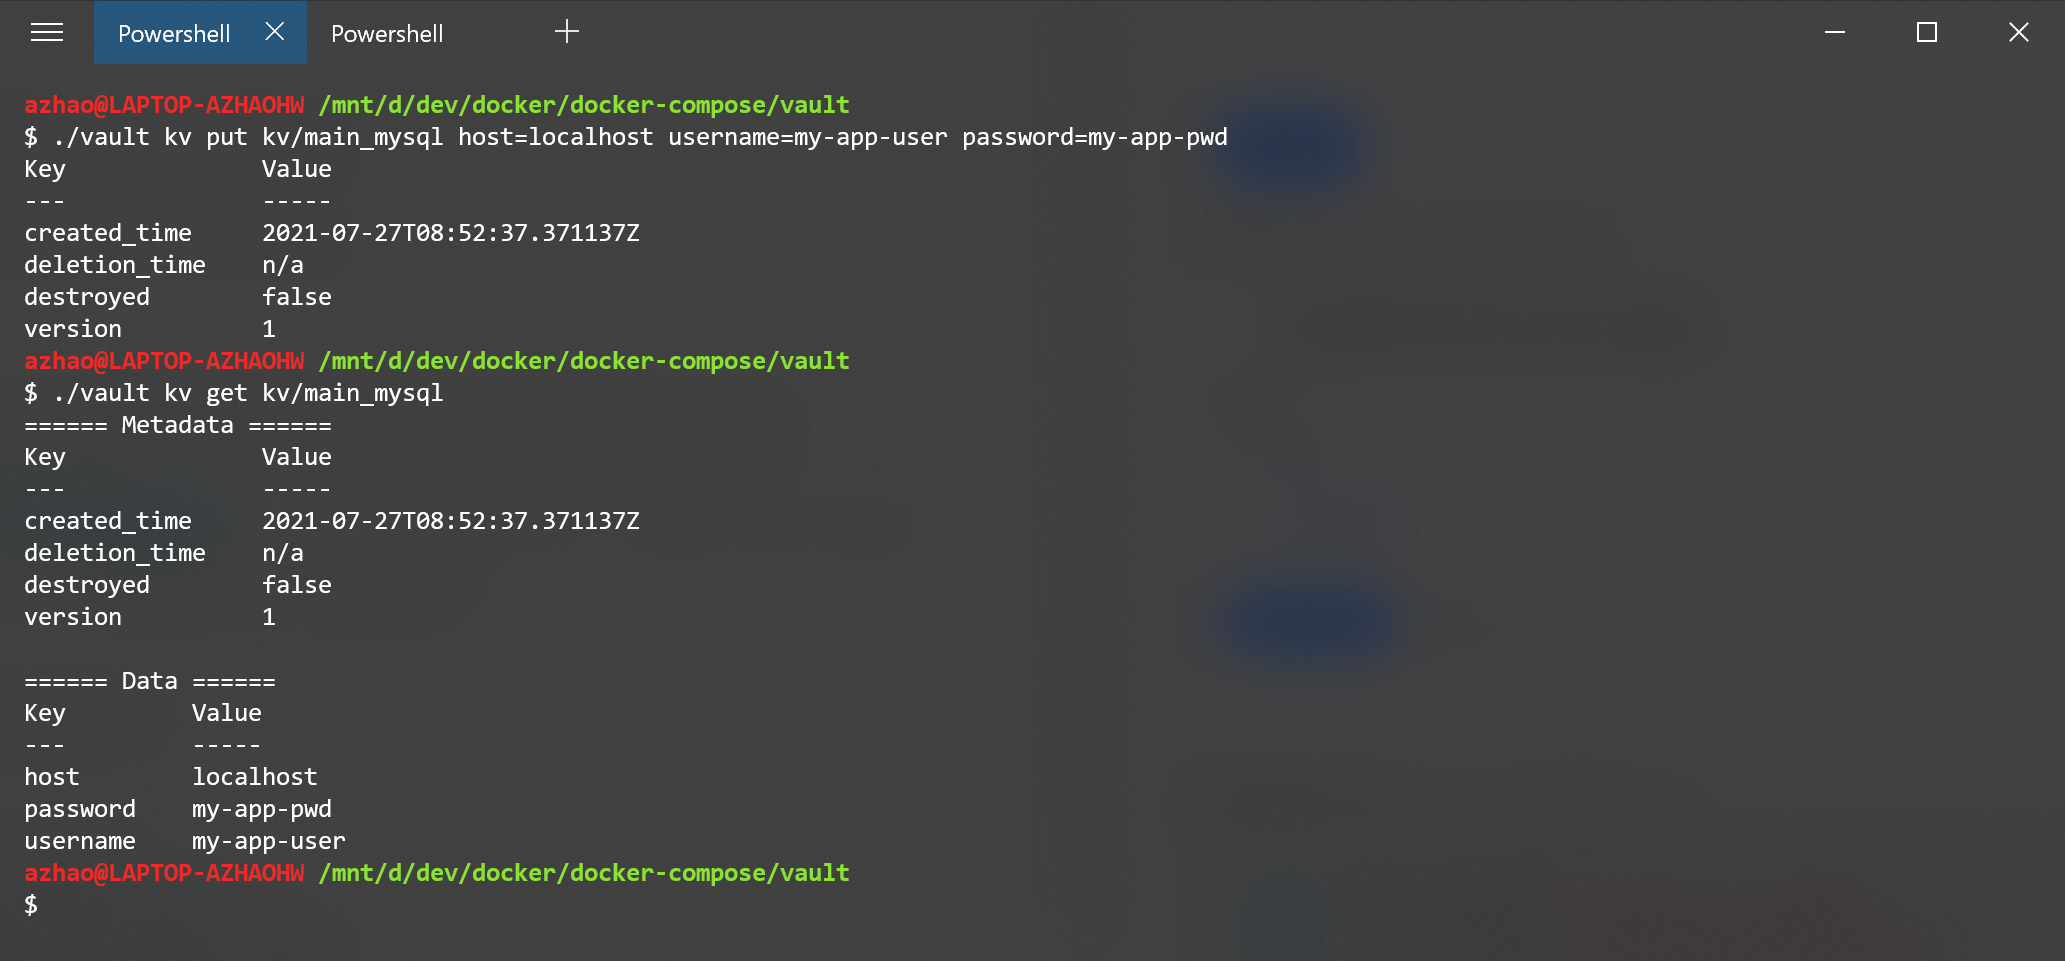 Powershell Powershell
azhao@LAPTOP-AZHAOHW /mnt/d/dev/docker/docker-compose/vault
$ ./vault kv put kv/main_mysql host=localhost username=my-app-user password=my-app-pwd
Key              Value
---              -----
created_time     2021-07-27T08:52:37.371137Z
deletion_time    n/a
destroyed        false
version          1
azhao@LAPTOP-AZHAOHW /mnt/d/dev/docker/docker-compose/vault
$ ./vault kv get kv/main_mysql
====== Metadata ======
Key              Value
---              -----
created_time     2021-07-27T08:52:37.371137Z
deletion_time    n/a
destroyed        false
version          1

====== Data ======
Key         Value
---         -----
host        localhost
password    my-app-pwd
username    my-app-user
azhao@LAPTOP-AZHAOHW /mnt/d/dev/docker/docker-compose/vault
$